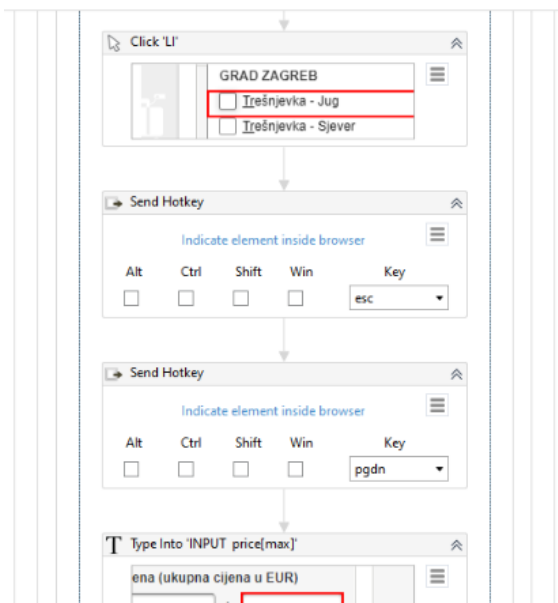 Click 'LI'
GRAD ZAGREB
Trešnjevka - Jug
Trešnjevka - Sjever
Send Hotkey
Indicate element inside browser
Alt Ctrl Shift Win Key
esc
Send Hotkey
Indicate element inside browser
Alt Ctrl Shift Win Key
pgdn
T Type Into 'INPUT price[max]'
ena (ukupna cijena u EUR)